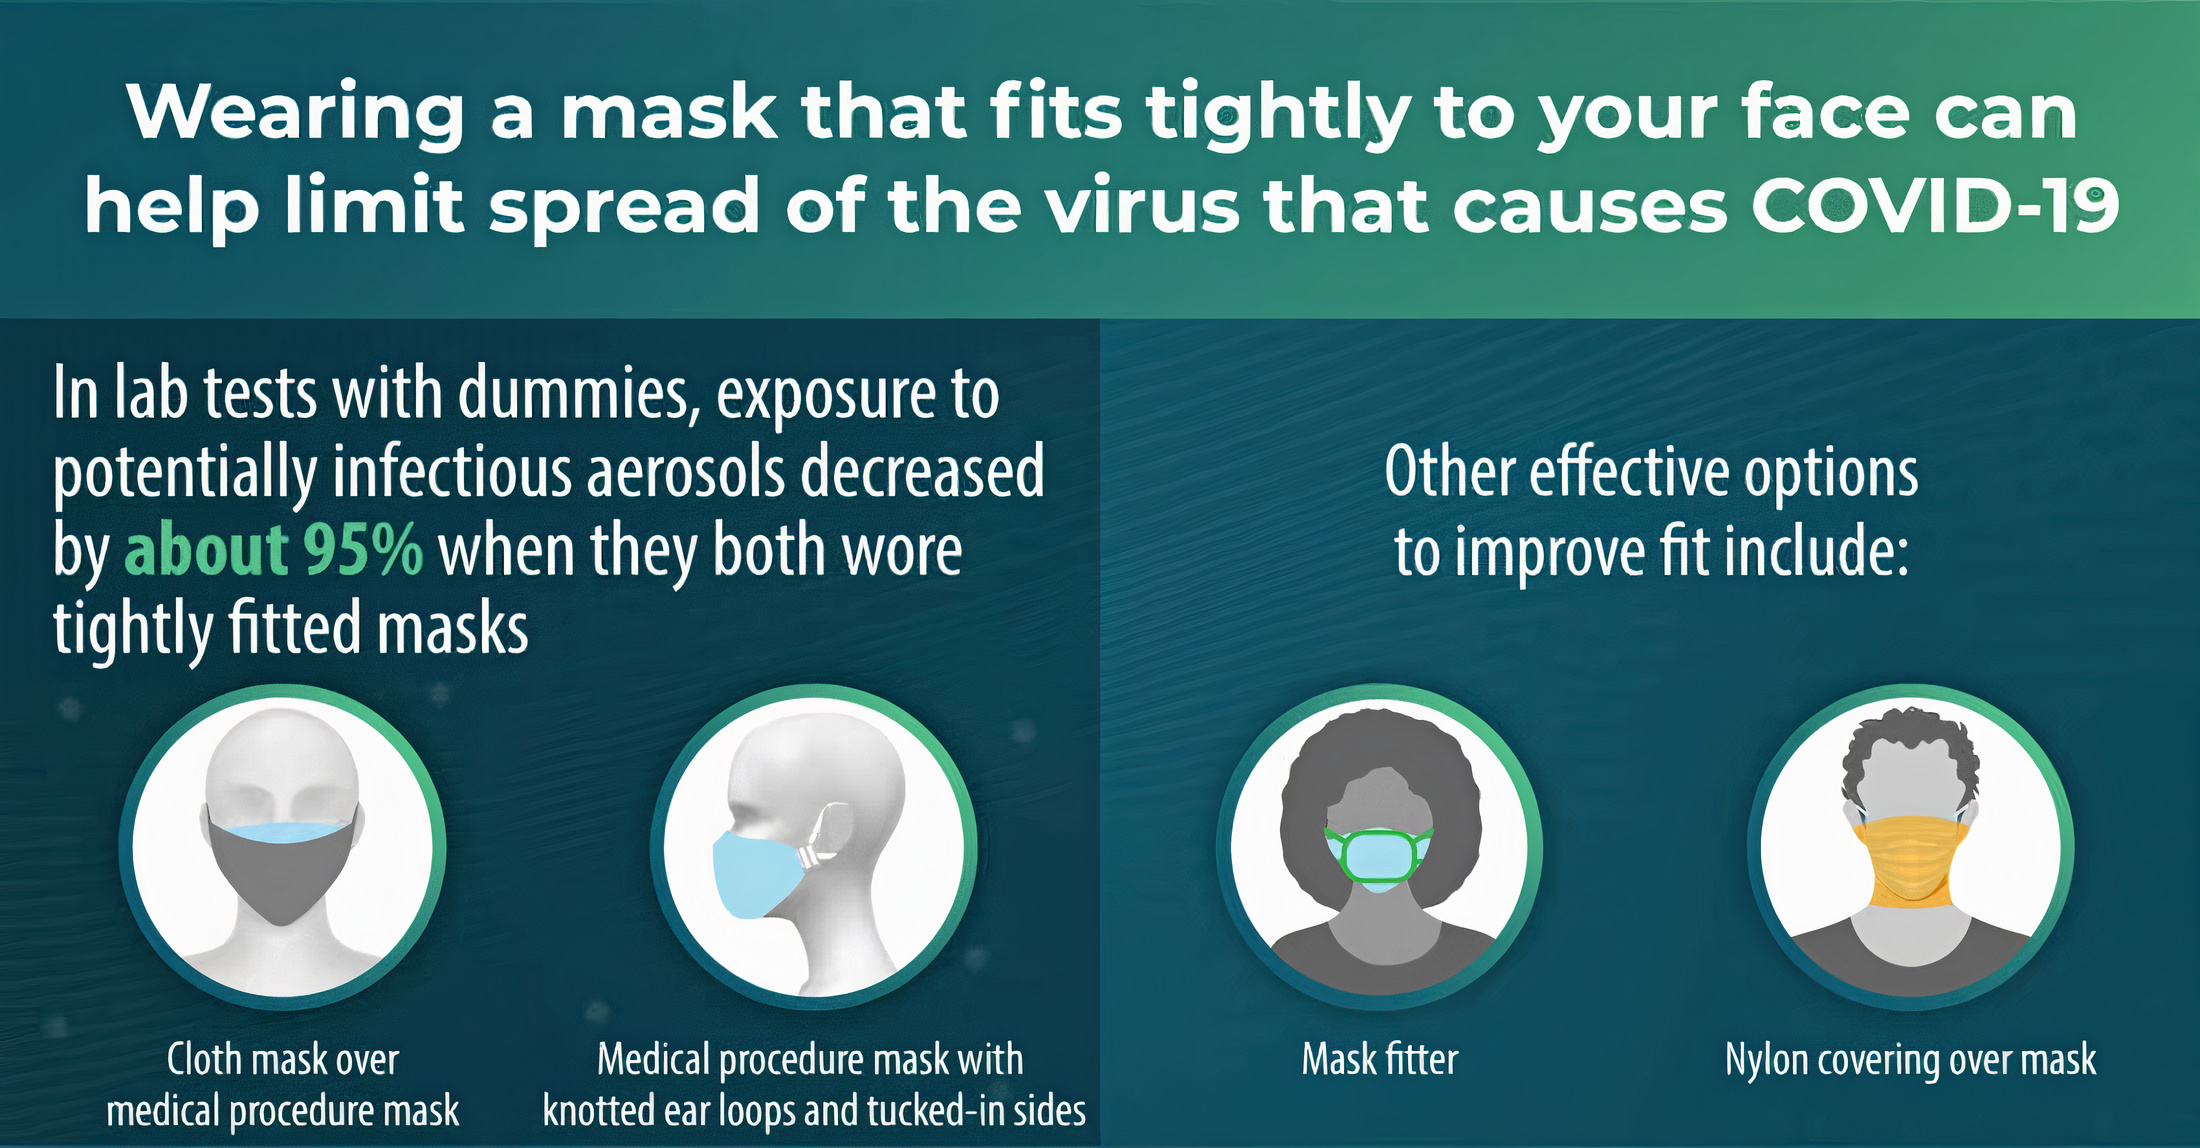 Wearing a mask that fits tightly to your face can
help limit spread of the virus that causes COVID-19
In lab tests with dummies, exposure to
potentially infectious aerosols decreased
by about 95% when they both wore
tightly fitted masks
Cloth mask over
medical procedure mask
Medical procedure mask with
knotted ear loops and tucked-in sides
Other effective options
to improve fit include:
Mask fitter
Nylon covering over mask